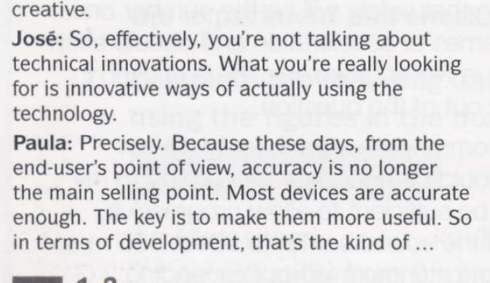 creative.
José: So effectively, you're not talking about
technical innovations. What you're really looking
for is innovative ways of actually using the
technology.
Paula: Precisely. Because these days, from the
end-user's point of view, accuracy is no longer
the main selling point. Most devices are accurate
enough. The key is to make them more useful. So
in terms of development, that's the kind of ...